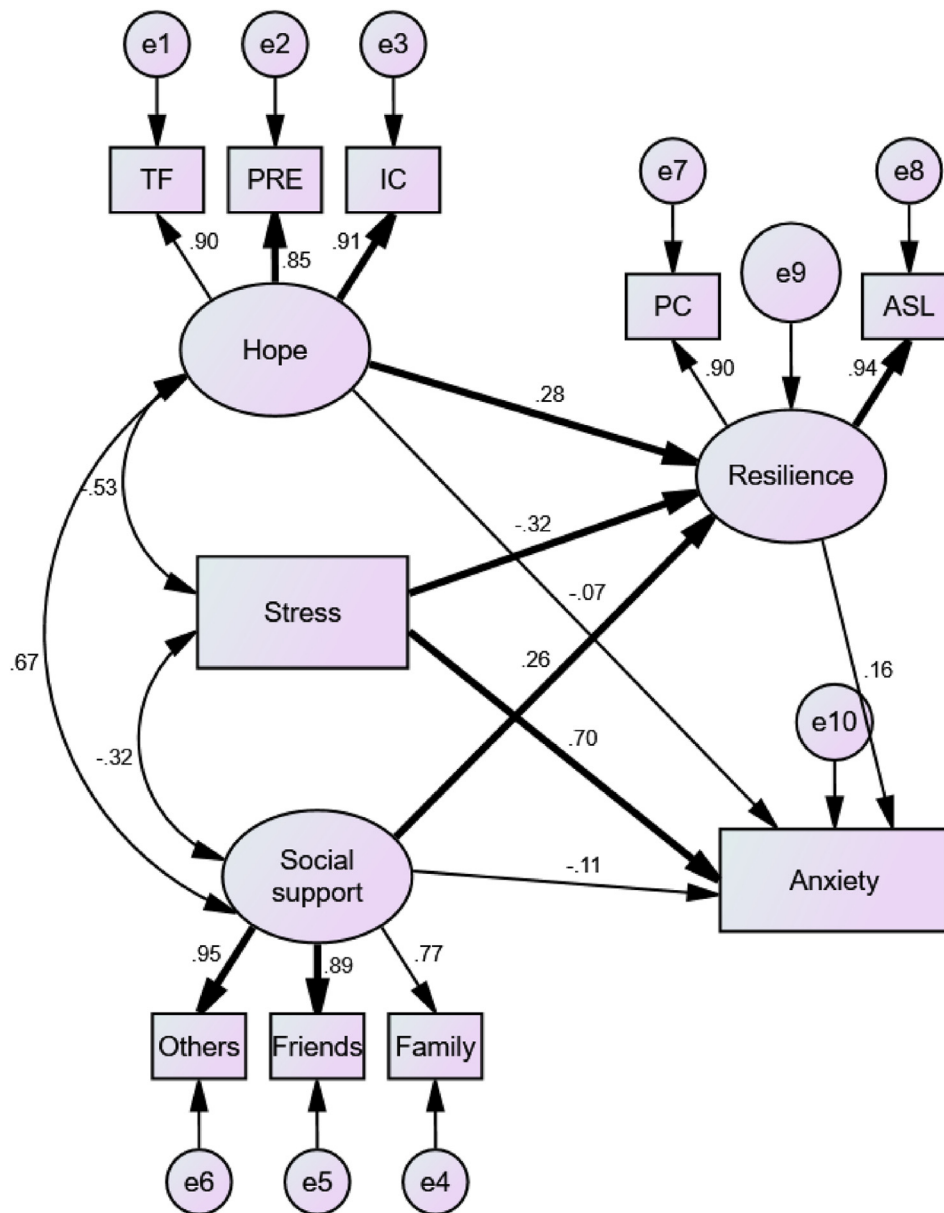 e1
e2
e3
TF
PRE
IC
.90
.85
.91
Hope
e7
e8
e9
PC
ASL
.90
.94
Resilience
.28
-.53
-.32
Stress
-.07
.67
.26
.16
e10
-.32
.70
Social
support
-.11
Anxiety
.95
.89
.77
Others
Friends
Family
e6
e5
e4